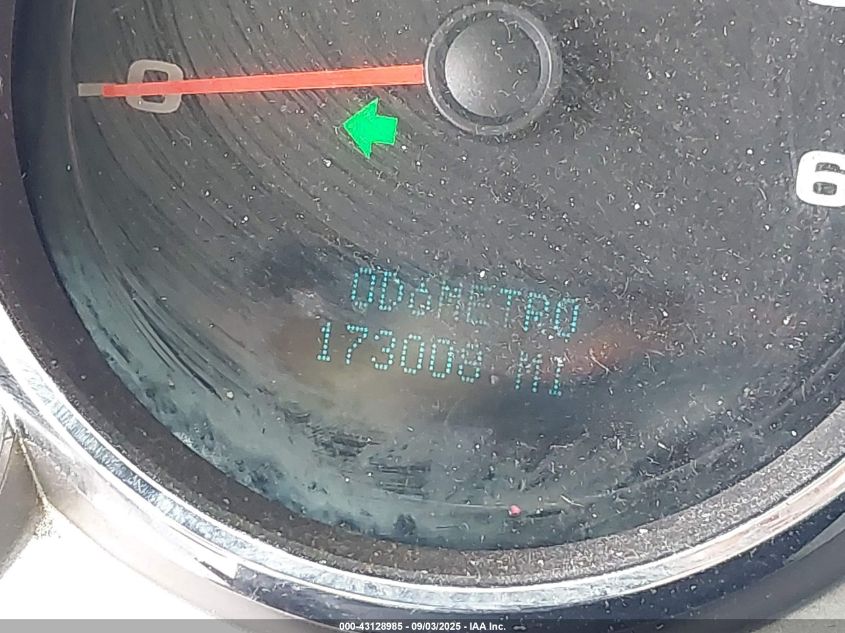 0
6
ODóMETRO
173008 MI
000-43128985 - 09/03/2025 - IAA Inc.